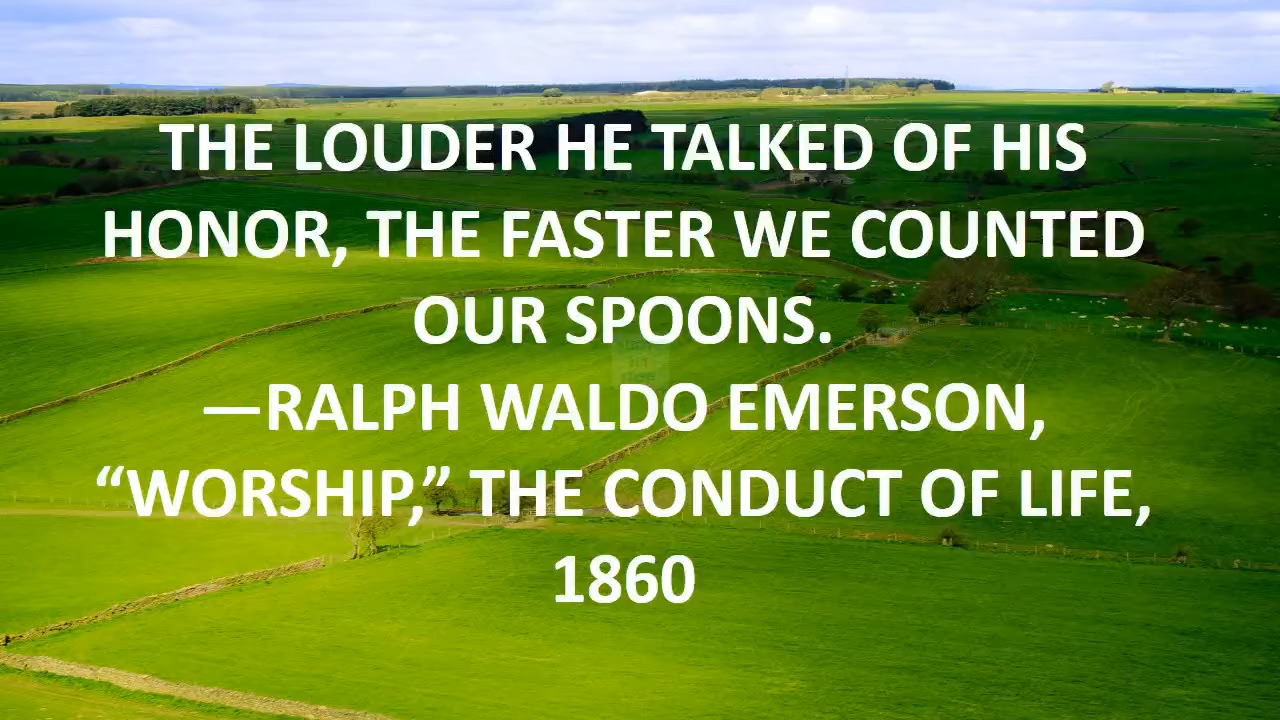 THE LOUDER HE TALKED OF HIS
HONOR, THE FASTER WE COUNTED
OUR SPOONS.
—RALPH WALDO EMERSON,
“WORSHIP,” THE CONDUCT OF LIFE,
1860